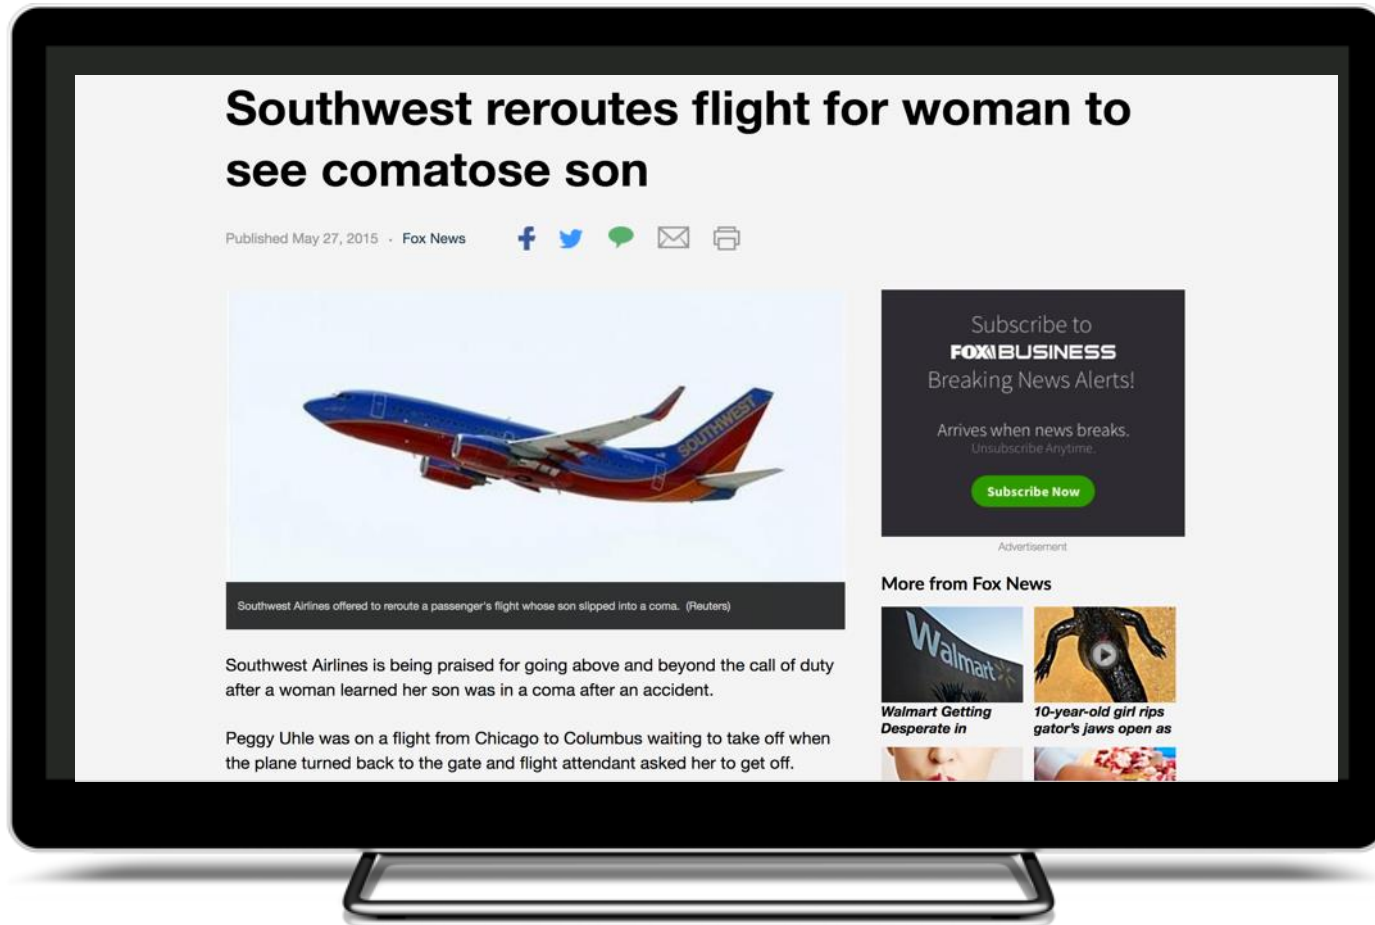 Southwest reroutes flight for woman to
see comatose son
Published May 27, 2015 · Fox News
SOUTHWEST
Southwest Airlines offered to reroute a passenger's flight whose son slipped into a coma. (Reuters)
Southwest Airlines is being praised for going above and beyond the call of duty
after a woman learned her son was in a coma after an accident.
Peggy Uhle was on a flight from Chicago to Columbus waiting to take off when
the plane turned back to the gate and flight attendant asked her to get off.
Subscribe to
FOX BUSINESS
Breaking News Alerts!
Arrives when news breaks.
Unsubscribe Anytime.
Subscribe Now
Advertisement
More from Fox News
Walmart
Walmart Getting
Desperate in
10-year-old girl rips
gator's jaws open as